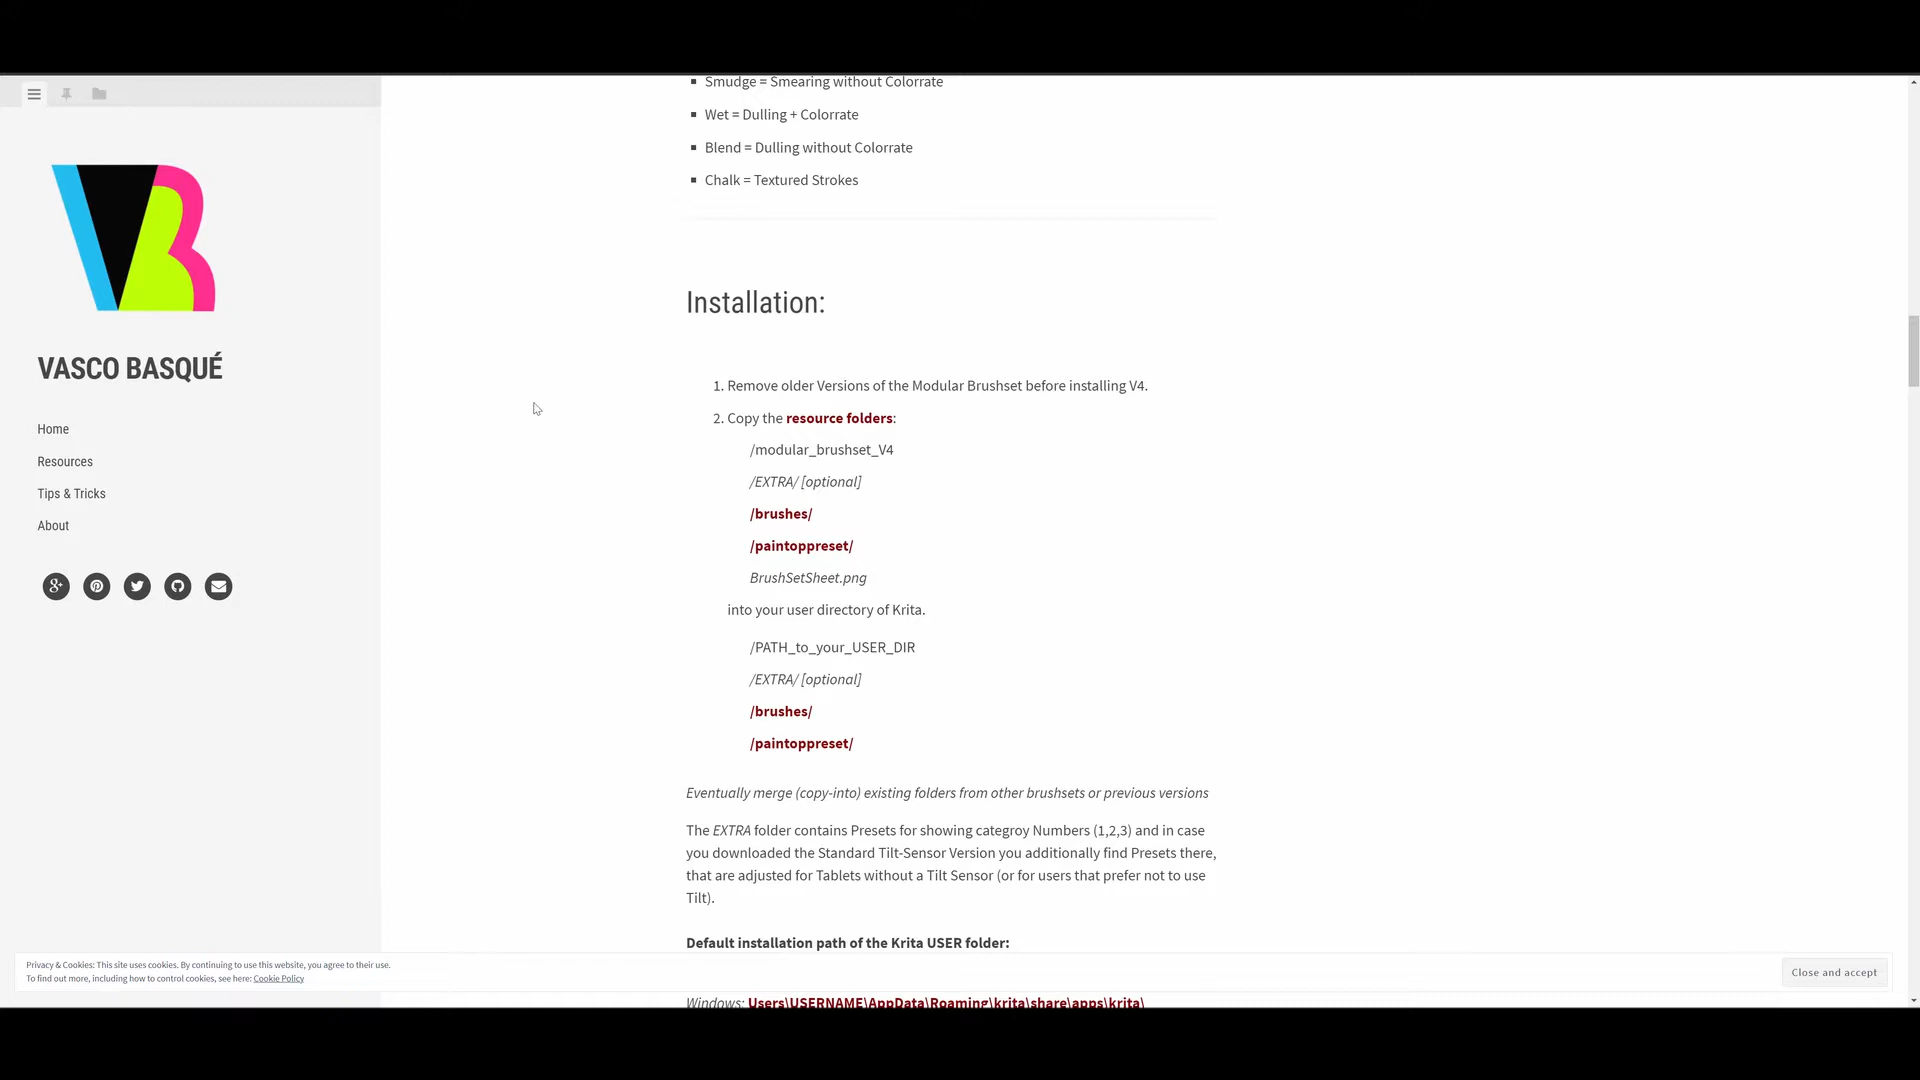 VASCO BASQUÉ
Home
Resources
Tips & Tricks
About
Smudge = Smearing without Colorrate
Wet = Dulling + Colorrate
Blend = Dulling without Colorrate
Chalk = Textured Strokes
Installation:
1. Remove older Versions of the Modular Brushset before installing V4.
2. Copy the resource folders:
/modular_brushset_V4
/EXTRA/ [optional]
/brushes/
/paintoppreset/
BrushSetSheet.png
into your user directory of Krita.
/PATH_to_your_USER_DIR
/EXTRA/ [optional]
/brushes/
/paintoppreset/
Eventually merge (copy-into) existing folders from other brushsets or previous versions
The EXTRA folder contains Presets for showing categroy Numbers (1,2,3) and in case
you downloaded the Standard Tilt-Sensor Version you additionally find Presets there,
that are adjusted for Tablets without a Tilt Sensor (or for users that prefer not to use
Tilt).
Default installation path of the Krita USER folder:
Windows: Users\USERNAME\AppData\Roaming\krita\share\apps\krita\
Privacy & Cookies: This site uses cookies. By continuing to use this website, you agree to their use.
To find out more, including how to control cookies, see here: Cookie Policy
Close and accept